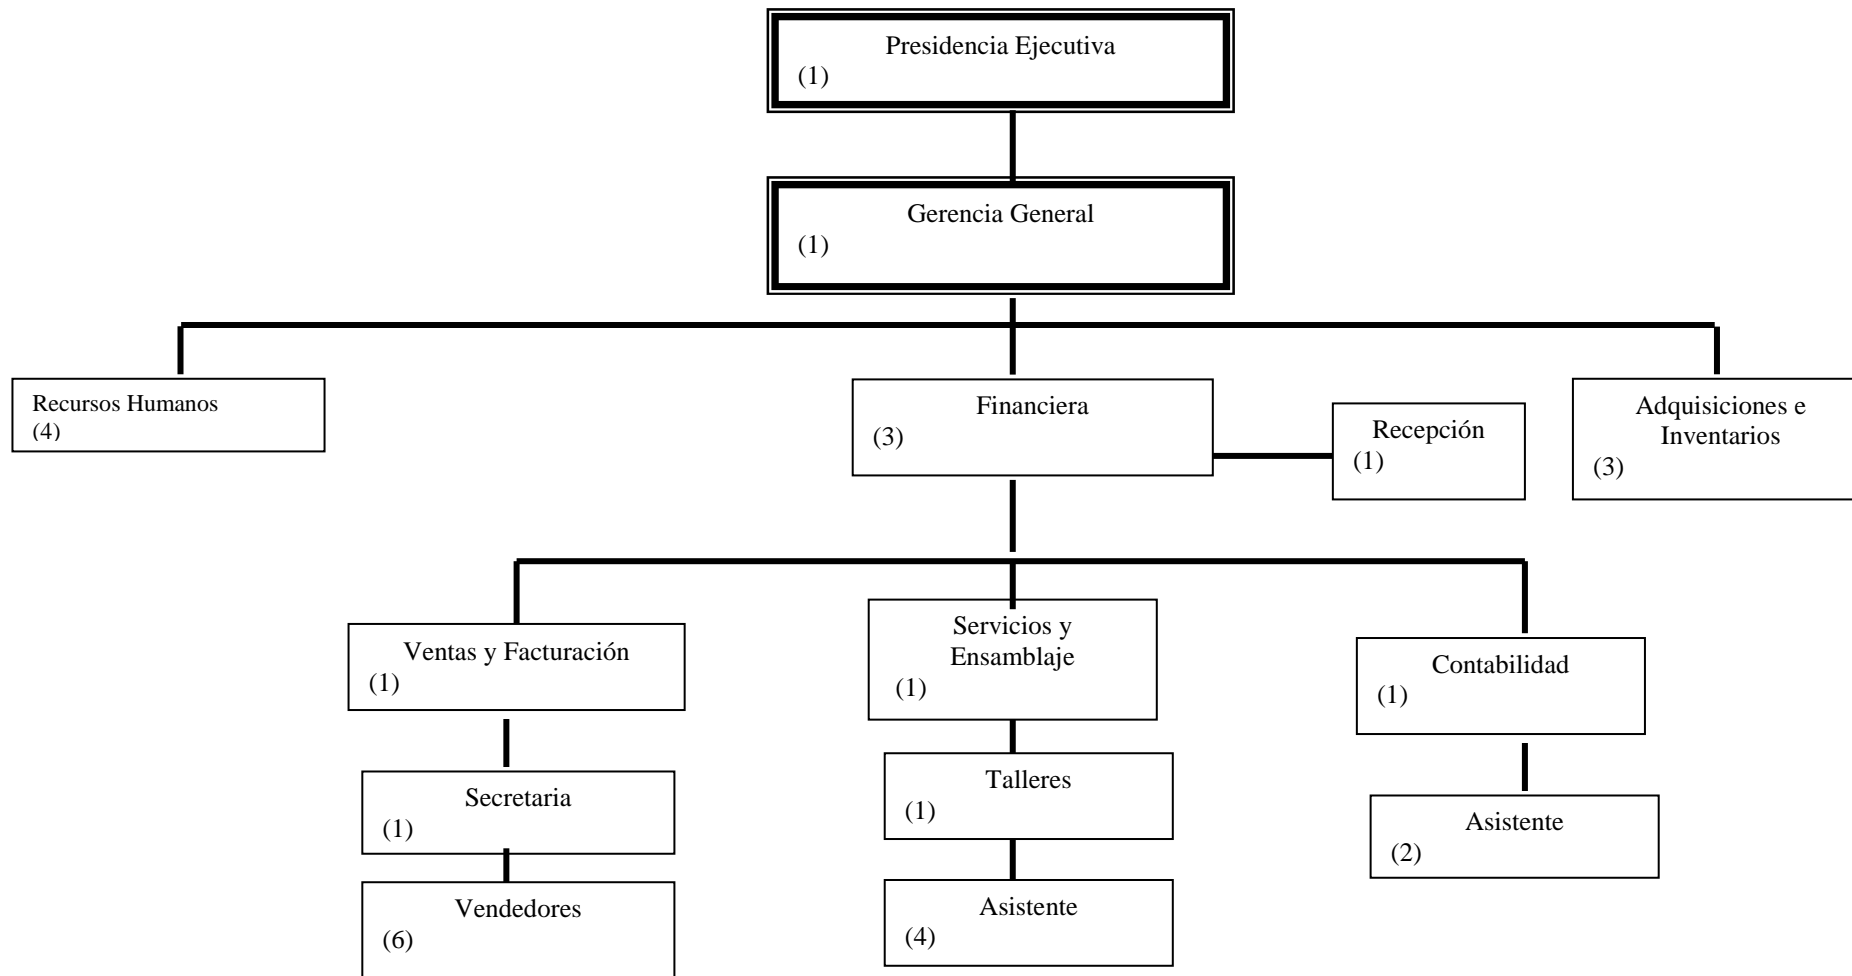 Presidencia Ejecutiva
(1)
Gerencia General
(1)
Recursos Humanos
(4)
Financiera
(3)
Recepción
(1)
Adquisiciones e
Inventarios
(3)
Ventas y Facturación
(1)
Servicios y
Ensamblaje
(1)
Contabilidad
(1)
Secretaria
(1)
Talleres
(1)
Asistente
(2)
Vendedores
(6)
Asistente
(4)